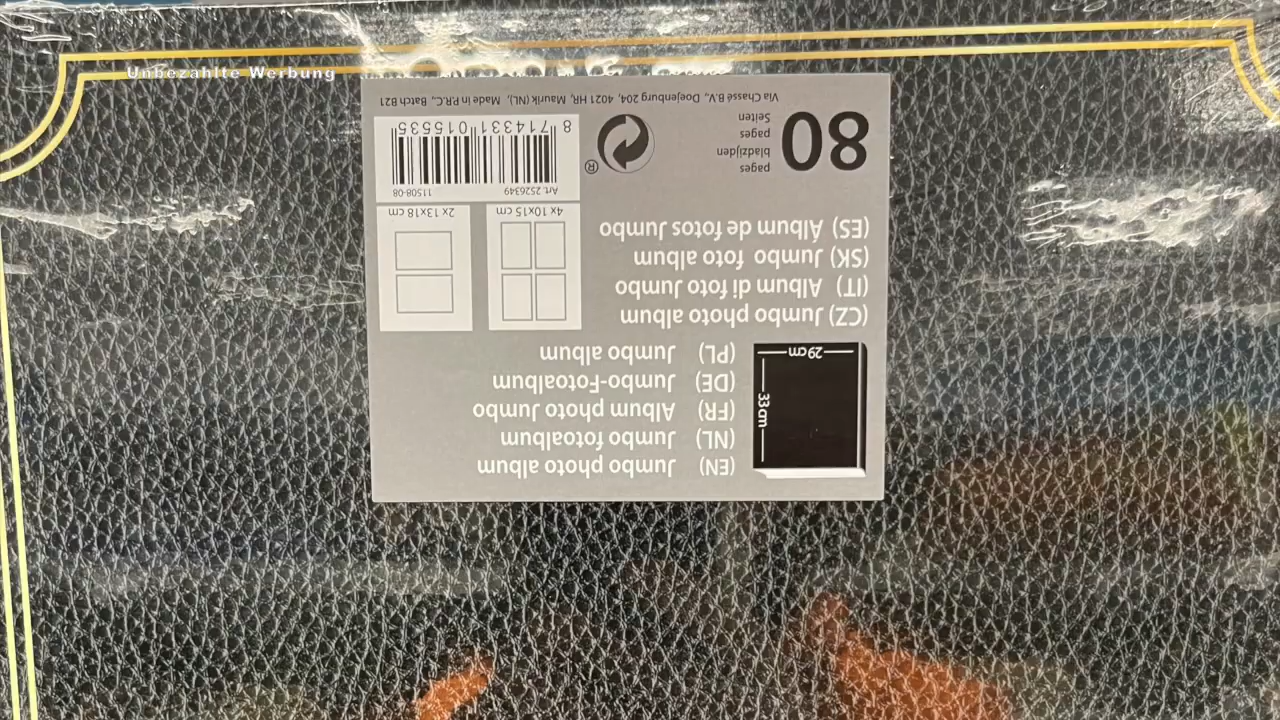 Unbezahlte Werbung
(EN) Jumbo photo album
(NL) Jumbo fotoalbum
(FR) Album photo Jumbo
(DE) Jumbo-Fotoalbum
(PL) Jumbo album
33 cm
29 cm
(CZ) Jumbo photo album
(IT) Album di foto Jumbo
(SK) Jumbo foto album
(ES) Álbum de fotos Jumbo
4x 10x15 cm
2x 13x18 cm
80
pages
bladzijden
pages
Seiten
®
Art. 2526349
11508-08
8 714331 015535
Via Chassé B.V., Doejenburg 204, 4021 HR, Maurik (NL), Made in P.R.C., Batch B21